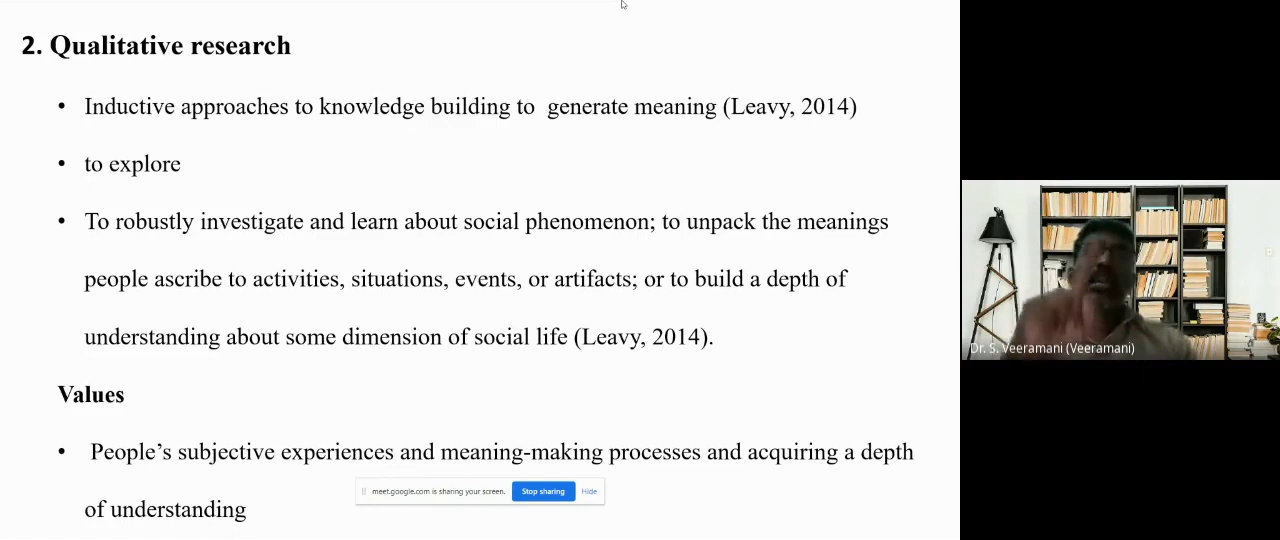 2. Qualitative research
• Inductive approaches to knowledge building to generate meaning (Leavy, 2014)
• to explore
• To robustly investigate and learn about social phenomenon; to unpack the meanings
people ascribe to activities, situations, events, or artifacts; or to build a depth of
understanding about some dimension of social life (Leavy, 2014).
Values
• People’s subjective experiences and meaning-making processes and acquiring a depth
of understanding
meet.google.com is sharing your screen. Stop sharing Hide
Dr. S. Veeramani (Veeramani)